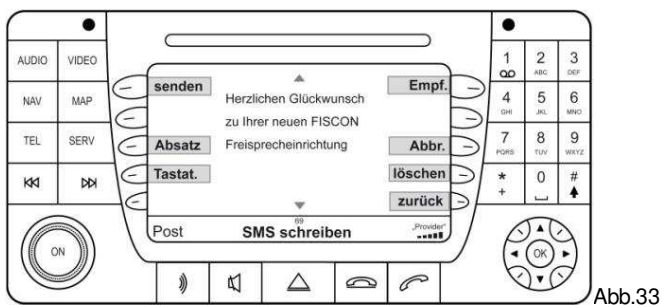 AUDIO VIDEO
NAV MAP
TEL SERV
ON
senden Empf.
Herzlichen Glückwunsch
zu Ihrer neuen FISCON
Absatz Freisprecheinrichtung Abbr.
Tastat. löschen
zurück
69
Post SMS schreiben „Provider“
1 2 3
ABC DEF
4 5 6
GHI JKL MNO
7 8 9
PQRS TUV WXYZ
* 0 #
+
OK
Abb.33